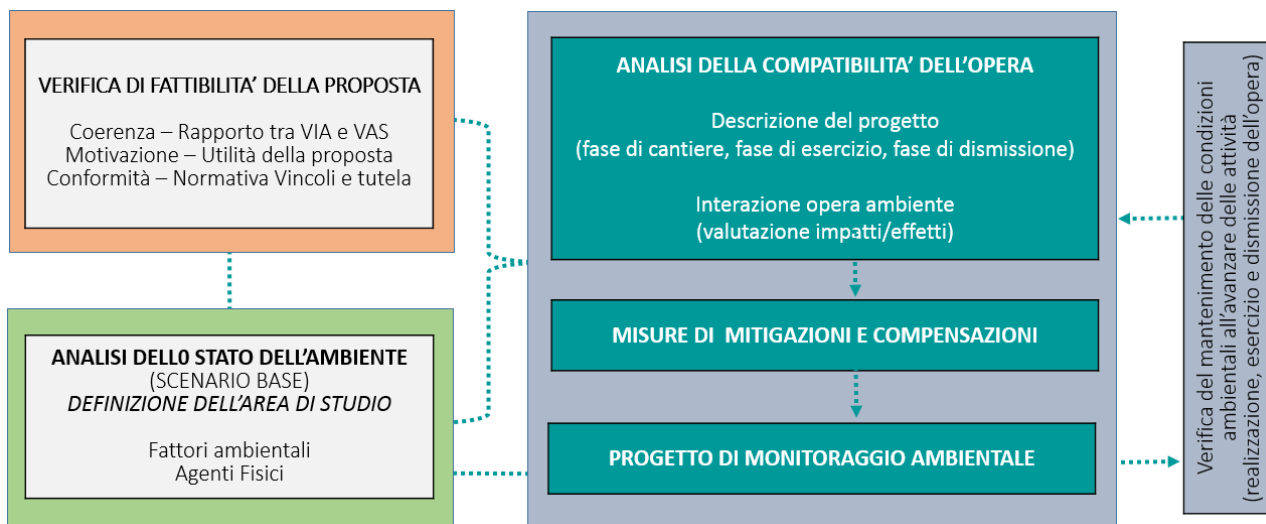 VERIFICA DI FATTIBILITA' DELLA PROPOSTA
Coerenza – Rapporto tra VIA e VAS
Motivazione – Utilità della proposta
Conformità – Normativa Vincoli e tutela
ANALISI DELL0 STATO DELL'AMBIENTE
(SCENARIO BASE)
DEFINIZIONE DELL'AREA DI STUDIO
Fattori ambientali
Agenti Fisici
ANALISI DELLA COMPATIBILITA' DELL'OPERA
Descrizione del progetto
(fase di cantiere, fase di esercizio, fase di dismissione)
Interazione opera ambiente
(valutazione impatti/effetti)
MISURE DI MITIGAZIONI E COMPENSAZIONI
PROGETTO DI MONITORAGGIO AMBIENTALE
Verifica del mantenimento delle condizioni
ambientali all'avanzare delle attività
(realizzazione, esercizio e dismissione dell'opera)